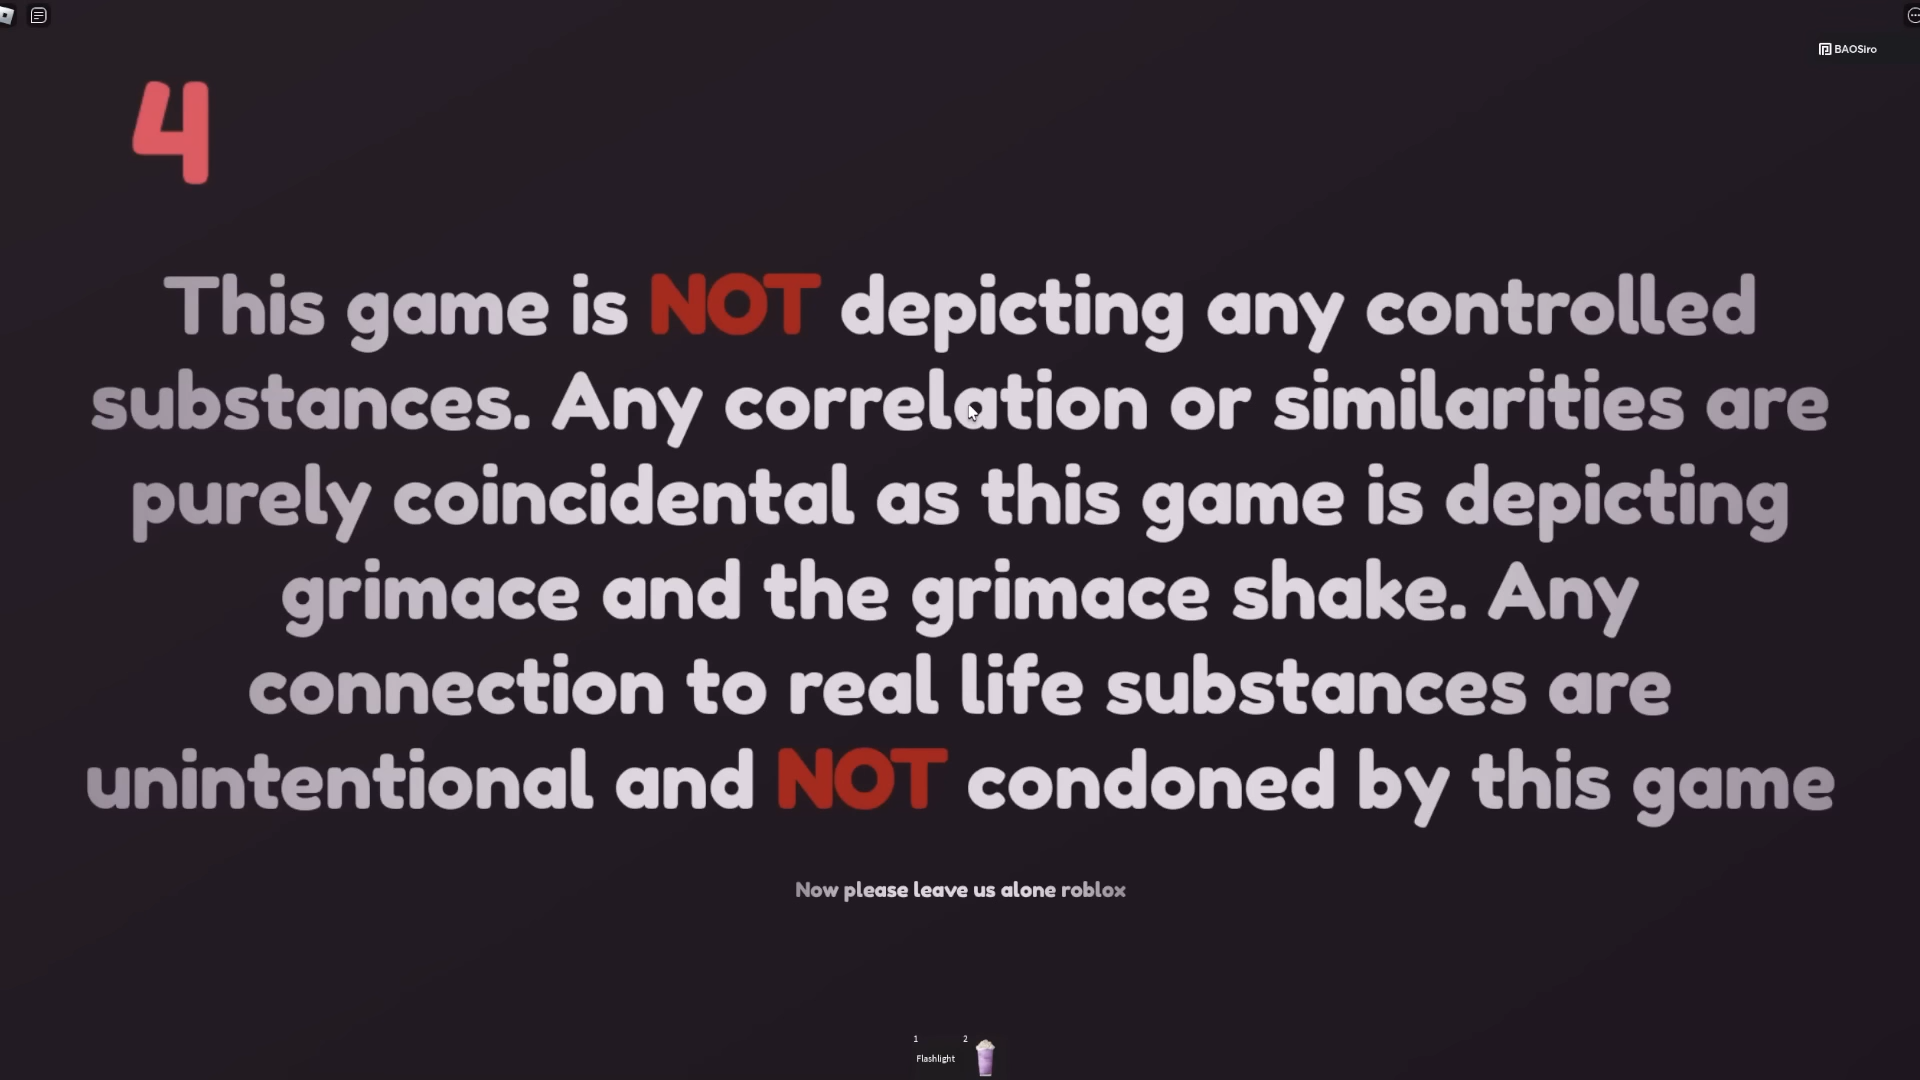 BAOSiro
4
This game is NOT depicting any controlled
substances. Any correlation or similarities are
purely coincidental as this game is depicting
grimace and the grimace shake. Any
connection to real life substances are
unintentional and NOT condoned by this game
Now please leave us alone roblox
1 2
Flashlight